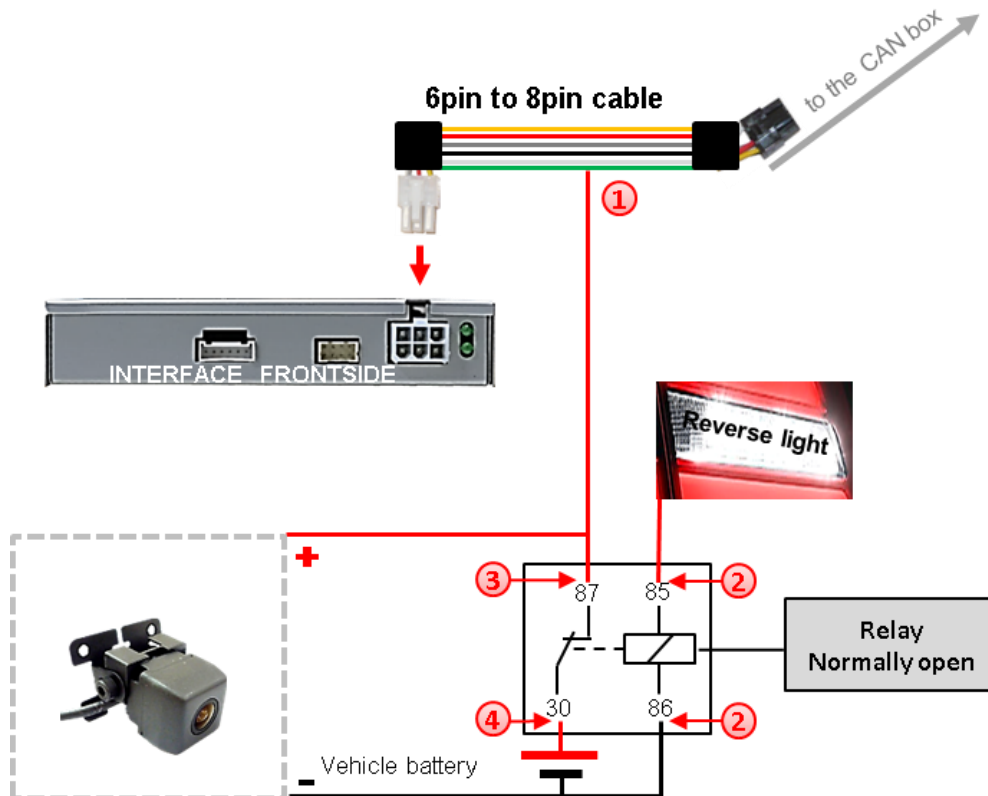 to the CAN box
6pin to 8pin cable
1
INTERFACE FRONTSIDE
Reverse light
+
3
87
85
2
Relay
Normally open
4
30
86
2
- Vehicle battery